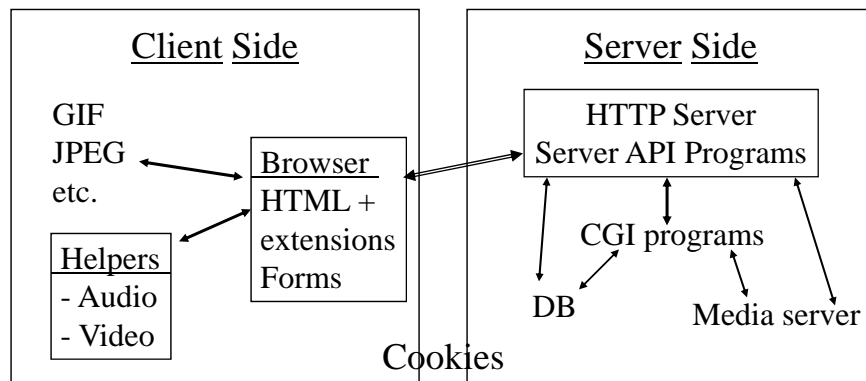 Client Side
GIF
JPEG
etc.
Browser
HTML +
extensions
Forms
Helpers
- Audio
- Video
Server Side
HTTP Server
Server API Programs
CGI programs
DB
Media server
Cookies